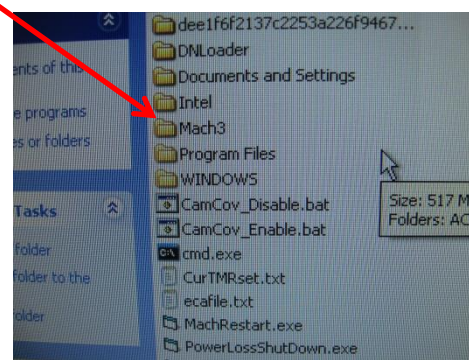 dee1f6f2137c2253a226f9467...
DNLoader
ents of this
Documents and Settings
Intel
e programs
Mach3
es or folders
Program Files
WINDOWS
Size: 517 M
Tasks
CamCov_Disable.bat
Folders: AC
CamCov_Enable.bat
folder
cmd.exe
folder to the
CurTMRset.txt
ecafile.txt
older
MachRestart.exe
PowerLossShutDown.exe